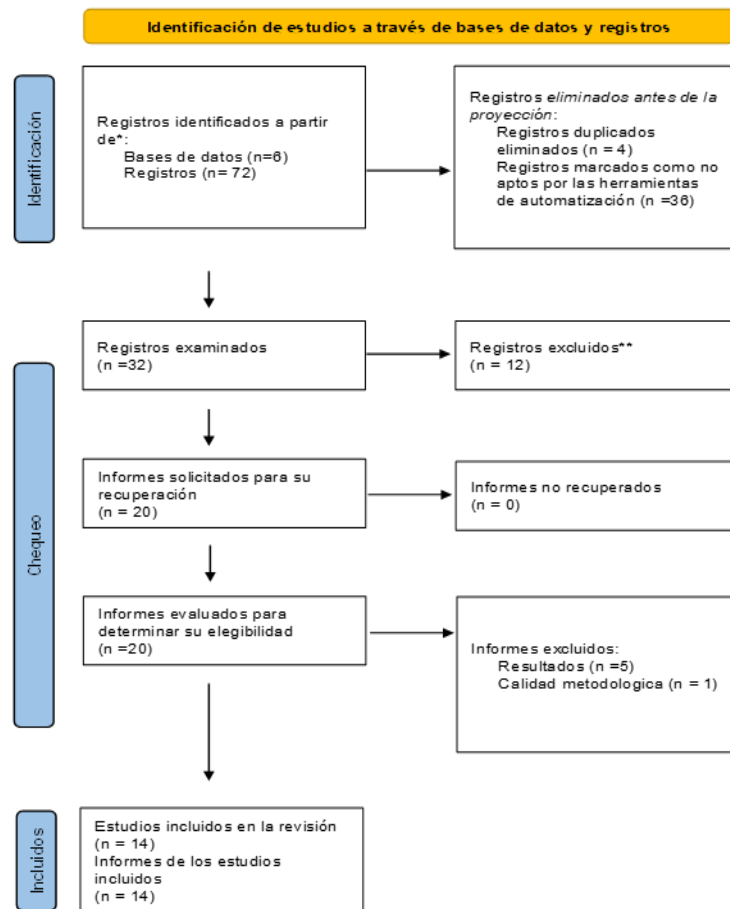 Identificación de estudios a través de bases de datos y registros
Identificación
Registros identificados a partir
de*:
Bases de datos (n=6)
Registros (n= 72)
Registros eliminados antes de la
proyección:
Registros duplicados
eliminados (n = 4)
Registros marcados como no
aptos por las herramientas
de automatización (n =36)
Chequeo
Registros examinados
(n =32)
Registros excluidos**
(n = 12)
Informes solicitados para su
recuperación
(n = 20)
Informes no recuperados
(n = 0)
Informes evaluados para
determinar su elegibilidad
(n =20)
Informes excluidos:
Resultados (n =5)
Calidad metodologica (n = 1)
Incluidos
Estudios incluidos en la revisión
(n = 14)
Informes de los estudios
incluidos
(n = 14)